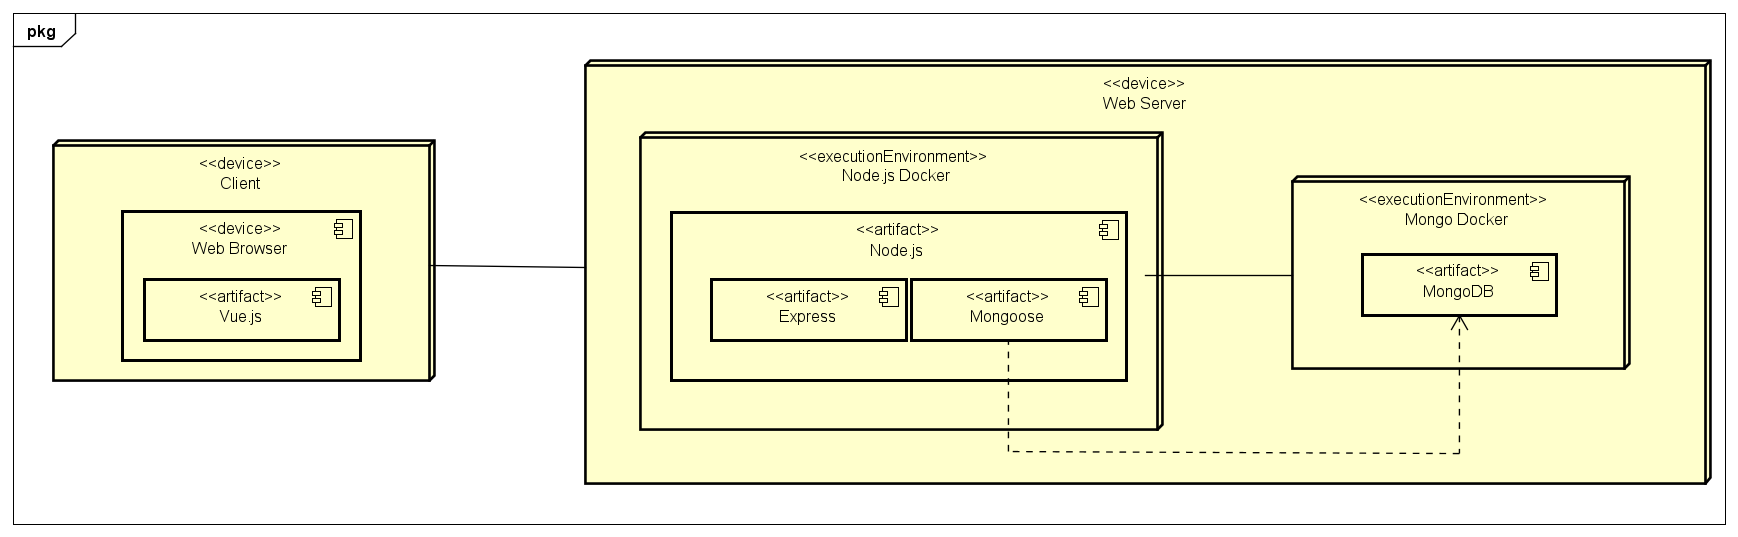 pkg
<<device>>
Client
<<device>>
Web Browser
<<artifact>>
Vue.js
<<device>>
Web Server
<<executionEnvironment>>
Node.js Docker
<<artifact>>
Node.js
<<artifact>>
Express
<<artifact>>
Mongoose
<<executionEnvironment>>
Mongo Docker
<<artifact>>
MongoDB